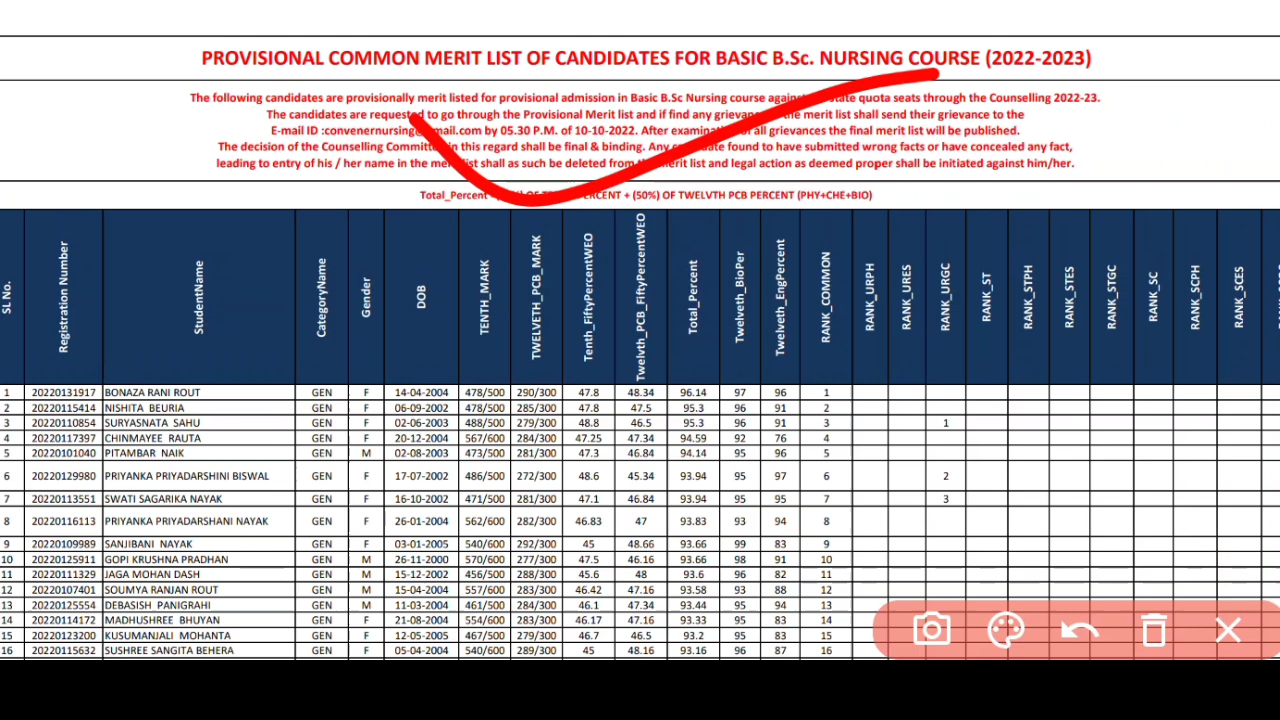 PROVISIONAL COMMON MERIT LIST OF CANDIDATES FOR BASIC B.Sc. NURSING COURSE (2022-2023)
The following candidates are provisionally merit listed for provisional admission in Basic B.Sc Nursing course state quota seats through the Counselling 2022-23.
The candidates are requested to go through the Provisional Merit list and if find any the merit list shall send their grievance to the
E-mail ID :convenernursing mail.com by 05.30 P.M. of 10-10-2022. After all grievances the final merit list will be published.
The decision of the Counselling in this regard shall be final & binding. Any found to have submitted wrong facts or have concealed any fact,
leading to entry of his / her name in the list shall as such be deleted from merit list and legal action as deemed proper shall be initiated against him/her.
Total_Percent OF + (50%) OF TWELVTH PCB PERCENT (PHY+CHE+BIO)
SL No. Registration Number StudentName CategoryName Gender DOB TENTH_MARK TWELVETH_PCB_MARK Tenth_FiftyPercentWEO Twelvth_PCB_FiftyPercentWEO Total_Percent Twelveth_BioPer Twelveth_EngPercent RANK_COMMON RANK_URPH RANK_URES RANK_URGC RANK_ST RANK_STPH RANK_STES RANK_STGC RANK_SC RANK_SCPH RANK_SCES
1 20220131917 BONAZA RANI ROUT GEN F 14-04-2004 478/500 290/300 47.8 48.34 96.14 97 96 1
2 20220115414 NISHITA BEURIA GEN F 06-09-2002 478/500 285/300 47.8 47.5 95.3 96 91 2
3 20220110854 SURYASNATA SAHU GEN F 02-06-2003 488/500 279/300 48.8 46.5 95.3 96 91 3 1
4 20220117397 CHINMAYEE RAUTA GEN F 20-12-2004 567/600 284/300 47.25 47.34 94.59 92 76 4
5 20220101040 PITAMBAR NAIK GEN M 02-08-2003 473/500 281/300 47.3 46.84 94.14 95 96 5
6 20220129980 PRIYANKA PRIYADARSHINI BISWAL GEN F 17-07-2002 486/500 272/300 48.6 45.34 93.94 95 97 6 2
7 20220113551 SWATI SAGARIKA NAYAK GEN F 16-10-2002 471/500 281/300 47.1 46.84 93.94 95 95 7 3
8 20220116113 PRIYANKA PRIYADARSHANI NAYAK GEN F 26-01-2004 562/600 282/300 46.83 47 93.83 93 94 8
9 20220109989 SANJIBANI NAYAK GEN F 03-01-2005 540/600 292/300 45 48.66 93.66 99 83 9
10 20220125911 GOPI KRUSHNA PRADHAN GEN M 26-11-2000 570/600 277/300 47.5 46.16 93.66 98 91 10
11 20220111329 JAGA MOHAN DASH GEN M 15-12-2002 456/500 288/300 45.6 48 93.6 96 82 11
12 20220107401 SOUMYA RANJAN ROUT GEN M 15-04-2004 557/600 283/300 46.42 47.16 93.58 93 88 12
13 20220125554 DEBASISH PANIGRAHI GEN M 11-03-2004 461/500 284/300 46.1 47.34 93.44 95 94 13
14 20220114172 MADHUSHREE BHUYAN GEN F 21-08-2004 554/600 283/300 46.17 47.16 93.33 95 83 14
15 20220123200 KUSUMANJALI MOHANTA GEN F 12-05-2005 467/500 279/300 46.7 46.5 93.2 95 83 15
16 20220115632 SUSHREE SANGITA BEHERA GEN F 05-04-2004 540/600 289/300 45 48.16 93.16 96 87 16